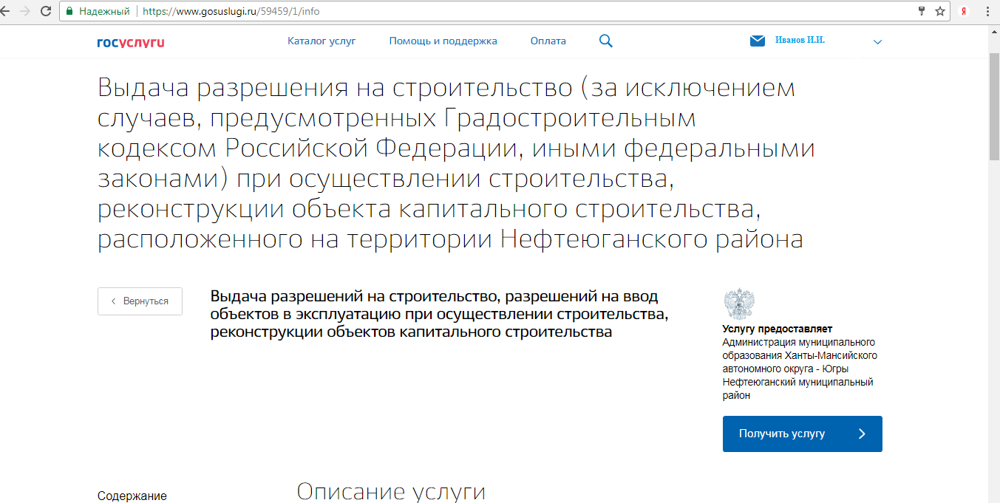 Надежный https://www.gosuslugi.ru/59459/1/info Я
госуслуги Каталог услуг Помощь и поддержка Оплата Иванов И.И.
Выдача разрешения на строительство (за исключением
случаев, предусмотренных Градостроительным
кодексом Российской Федерации, иными федеральными
законами) при осуществлении строительства,
реконструкции объекта капитального строительства,
расположенного на территории Нефтеюганского района
Вернуться
Выдача разрешений на строительство, разрешений на ввод
объектов в эксплуатацию при осуществлении строительства,
реконструкции объектов капитального строительства
Услугу предоставляет
Администрация муниципального
образования Ханты-Мансийского
автономного округа - Югры
Нефтеюганский муниципальный
район
Получить услугу
Содержание
Описание услуги